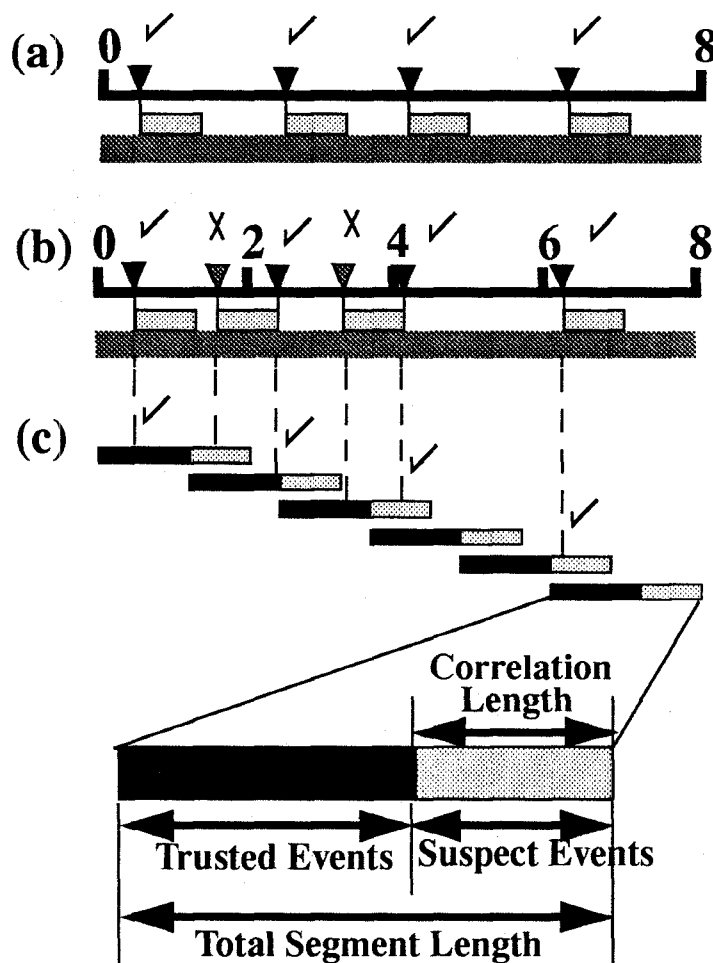 (a) 0 8
(b) 0 X 2 X 4 6 8
(c)
Correlation
Length
Trusted Events Suspect Events
Total Segment Length